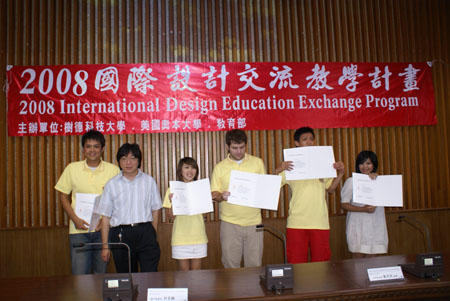 2008國際設計交流教學計畫
2008 International Design Education Exchange Program
主辦單位:樹德科技大學．美國奧本大學．教育部